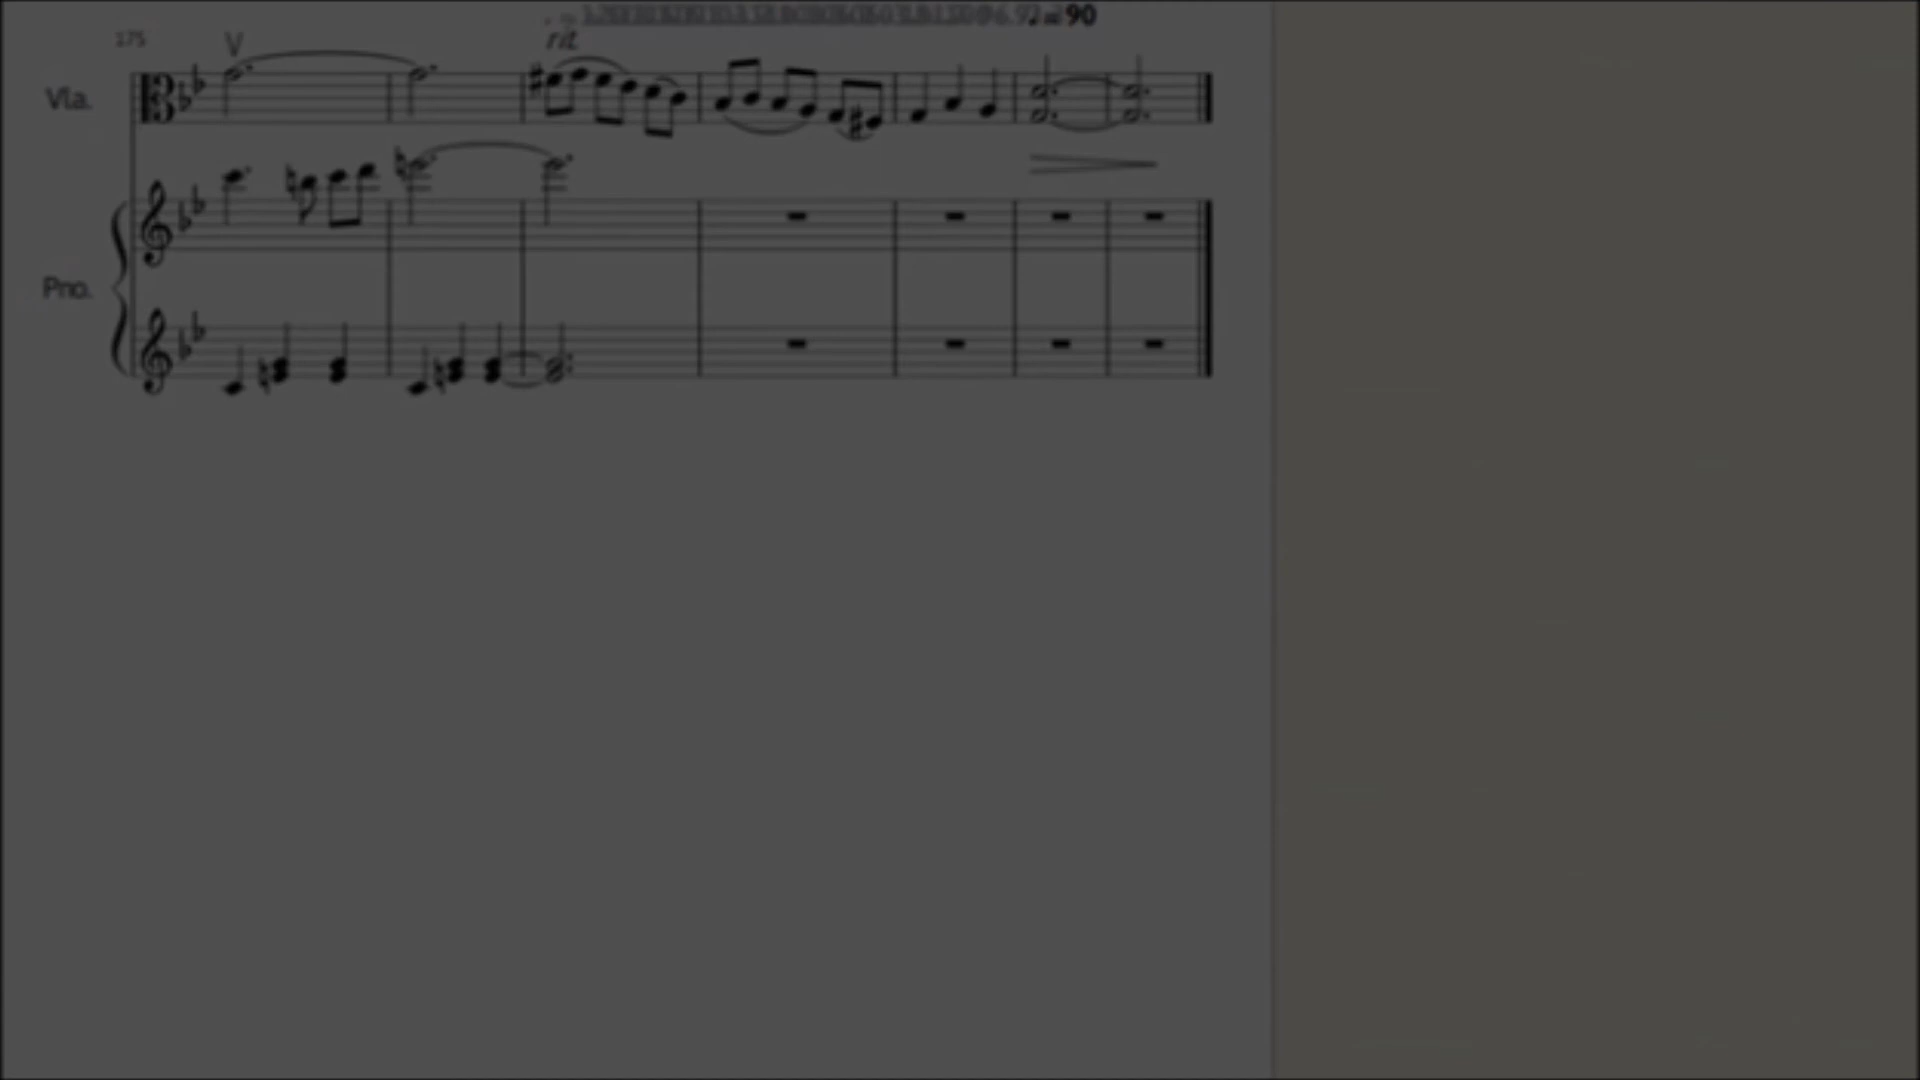 = 90
175
V
rit
Vla.
Pno.